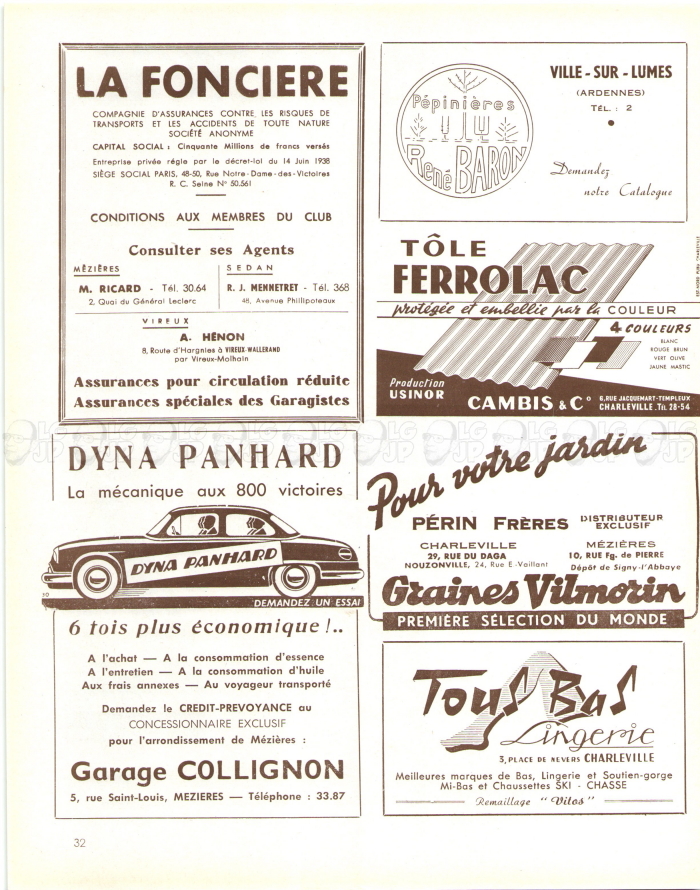 LA FONCIERE
COMPAGNIE D'ASSURANCES CONTRE LES RISQUES DE
TRANSPORTS ET LES ACCIDENTS DE TOUTE NATURE
SOCIÉTÉ ANONYME
CAPITAL SOCIAL : Cinquante Millions de francs versés
Entreprise privée régie par le décret-loi du 14 Juin 1938
SIÈGE SOCIAL PARIS, 48-50, Rue Notre-Dame-des-Victoires
R. C. Seine N° 50.561
CONDITIONS AUX MEMBRES DU CLUB
Consulter ses Agents
MÉZIÈRES
M. RICARD - Tél. 30.64
2, Quai du Général Leclerc
SEDAN
R. J. MENNETRET - Tél. 368
48, Avenue Philippoteaux
VIREUX
A. HÉNON
8, Route d'Hargnies à VIREUX-WALLERAND
par Vireux-Molhain
Assurances pour circulation réduite
Assurances spéciales des Garagistes
Pépinières
René BARON
VILLE - SUR - LUMES
(ARDENNES)
TÉL. : 2
Demandez
notre Catalogue
TÔLE
FERROLAC
protégée et embellie par la COULEUR
4 COULEURS
BLANC
ROUGE BRUN
VERT OLIVE
JAUNE MASTIC
Production
USINOR
CAMBIS & C°
6, RUE JACQUEMART-TEMPLEUX
CHARLEVILLE. Tél. 28-54
DYNA PANHARD
La mécanique aux 800 victoires
DYNA PANHARD
DEMANDEZ UN ESSAI
6 tois plus économique !..
A l'achat — A la consommation d'essence
A l'entretien — A la consommation d'huile
Aux frais annexes — Au voyageur transporté
Demandez le CREDIT-PREVOYANCE au
CONCESSIONNAIRE EXCLUSIF
pour l'arrondissement de Mézières :
Garage COLLIGNON
5, rue Saint-Louis, MEZIERES — Téléphone : 33.87
Pour votre jardin
PÉRIN FRÈRES
DISTRIBUTEUR
EXCLUSIF
CHARLEVILLE
29, RUE DU DAGA
NOUZONVILLE, 24, Rue E.-Vaillant
MÉZIÈRES
10, RUE Fg. de PIERRE
Dépôt de Signy-l'Abbaye
Graines Vilmorin
PREMIÈRE SÉLECTION DU MONDE
Tous Bas
Lingerie
3, PLACE DE NEVERS CHARLEVILLE
Meilleures marques de Bas, Lingerie et Soutien-gorge
Mi-Bas et Chaussettes SKI - CHASSE
Remaillage "Vitos"
32